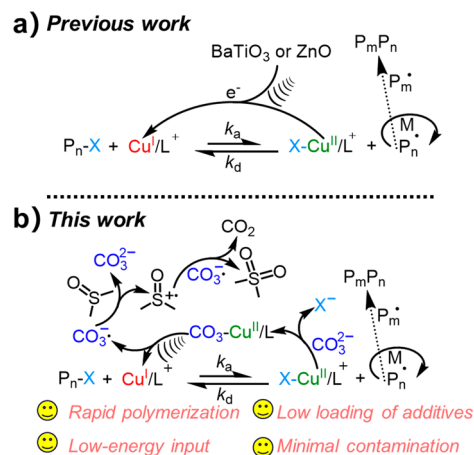 a) Previous work
BaTiO₃ or ZnO
PₘPₙ
Pₘ•
e⁻
Pₙ-X + Cuᴵ/L⁺ kₐ k_d X-Cuᴵᴵ/L⁺ + Pₙ• M
b) This work
CO₂
CO₃²⁻
O
S
O
S+•
CO₃•⁻
O
S
O
PₘPₙ
CO₃•⁻
CO₃-Cuᴵᴵ/L
X⁻
CO₃²⁻
Pₘ•
Pₙ-X + Cuᴵ/L⁺ kₐ k_d X-Cuᴵᴵ/L⁺ + Pₙ• M
Rapid polymerization
Low loading of additives
Low-energy input
Minimal contamination